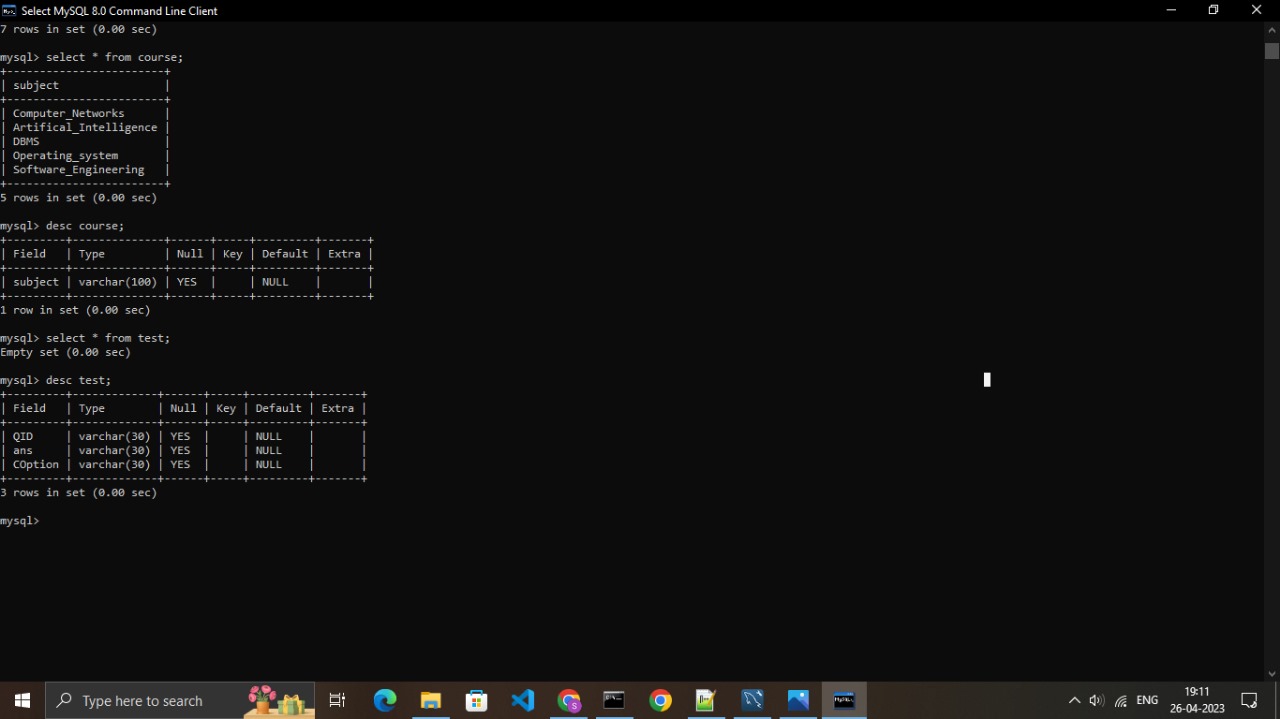 Select MySQL 8.0 Command Line Client
7 rows in set (0.00 sec)
mysql> select * from course;
+------------------------+
| subject                |
+------------------------+
| Computer_Networks      |
| Artifical_Intelligence |
| DBMS                   |
| Operating_system       |
| Software_Engineering   |
+------------------------+
5 rows in set (0.00 sec)
mysql> desc course;
+---------+--------------+------+-----+---------+-------+
| Field   | Type         | Null | Key | Default | Extra |
+---------+--------------+------+-----+---------+-------+
| subject | varchar(100) | YES  |     | NULL    |       |
+---------+--------------+------+-----+---------+-------+
1 row in set (0.00 sec)
mysql> select * from test;
Empty set (0.00 sec)
mysql> desc test;
+---------+-------------+------+-----+---------+-------+
| Field   | Type        | Null | Key | Default | Extra |
+---------+-------------+------+-----+---------+-------+
| QID     | varchar(30) | YES  |     | NULL    |       |
| ans     | varchar(30) | YES  |     | NULL    |       |
| COption | varchar(30) | YES  |     | NULL    |       |
+---------+-------------+------+-----+---------+-------+
3 rows in set (0.00 sec)
mysql>
Type here to search
ENG
19:11
26-04-2023